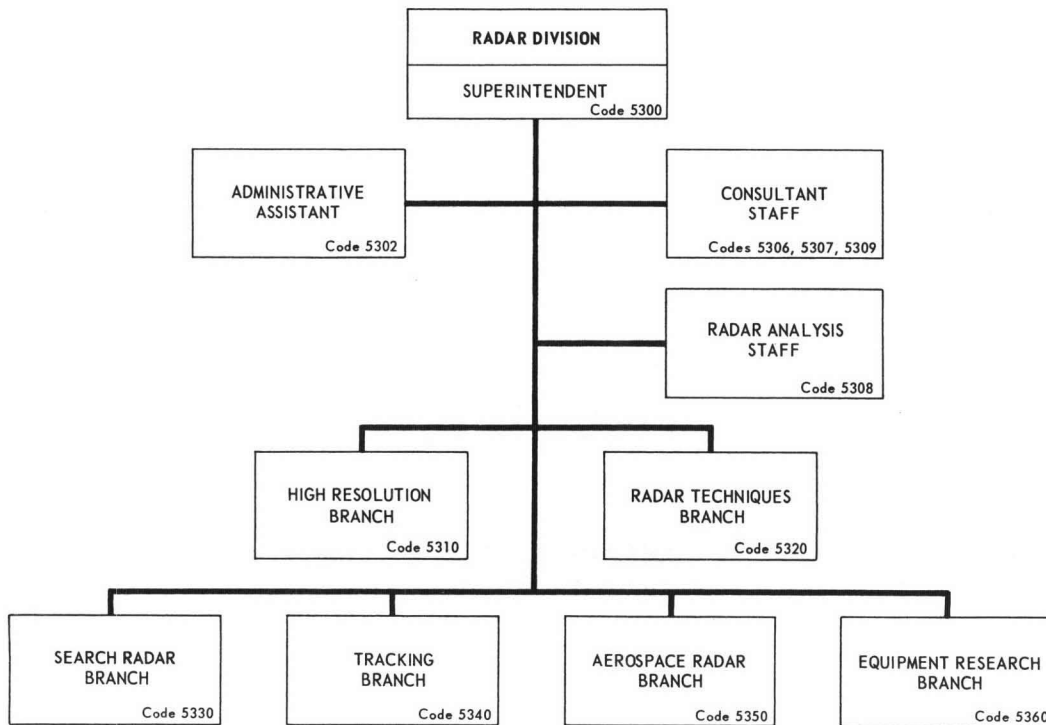 RADAR DIVISION
SUPERINTENDENT
Code 5300
ADMINISTRATIVE
ASSISTANT
Code 5302
CONSULTANT
STAFF
Codes 5306, 5307, 5309
RADAR ANALYSIS
STAFF
Code 5308
HIGH RESOLUTION
BRANCH
Code 5310
RADAR TECHNIQUES
BRANCH
Code 5320
SEARCH RADAR
BRANCH
Code 5330
TRACKING
BRANCH
Code 5340
AEROSPACE RADAR
BRANCH
Code 5350
EQUIPMENT RESEARCH
BRANCH
Code 5360